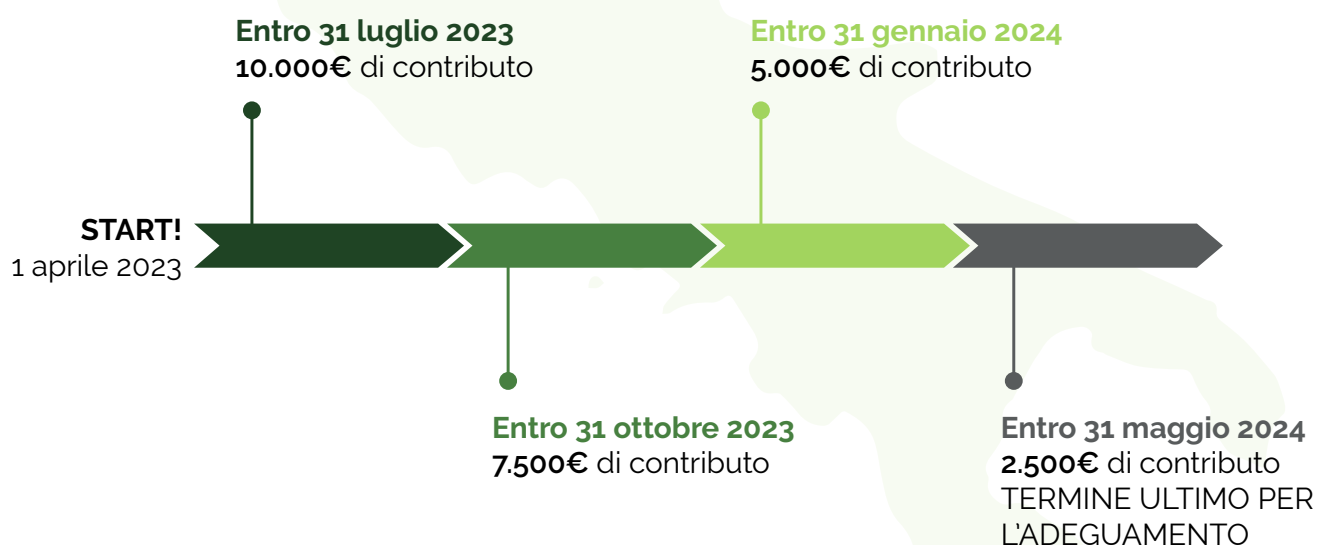 Entro 31 luglio 2023
10.000€ di contributo
Entro 31 gennaio 2024
5.000€ di contributo
START!
1 aprile 2023
Entro 31 ottobre 2023
7.500€ di contributo
Entro 31 maggio 2024
2.500€ di contributo
TERMINE ULTIMO PER
L'ADEGUAMENTO